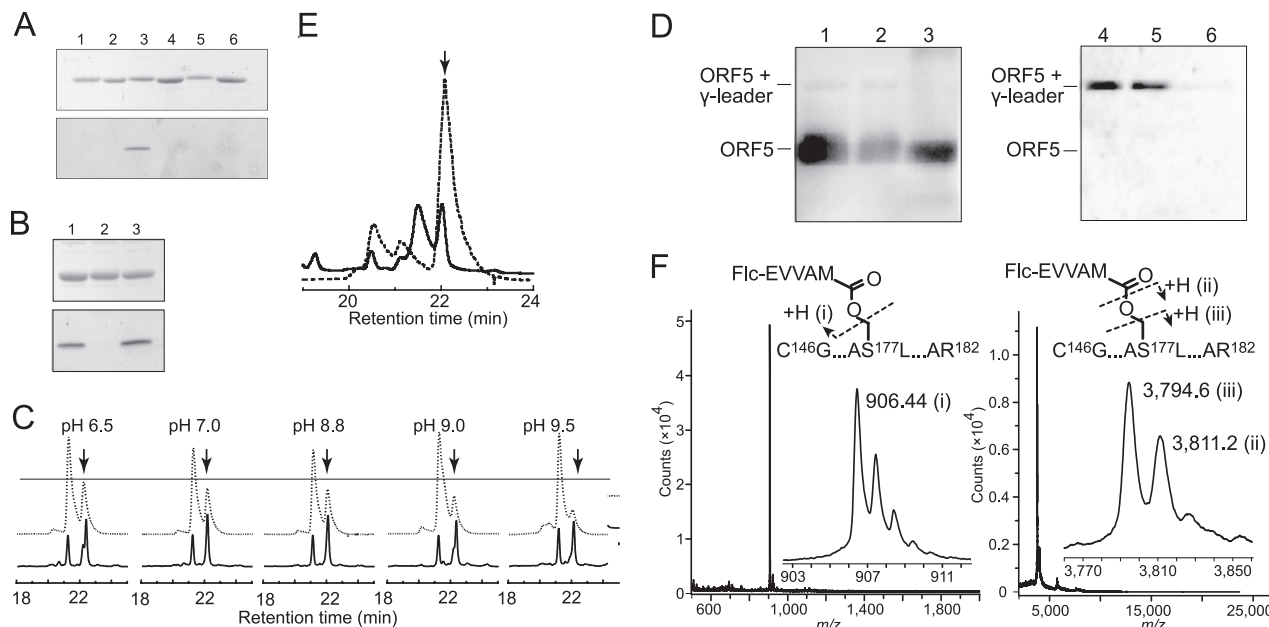 A
1 2 3 4 5 6
B
1 2 3
C
pH 6.5 pH 7.0 pH 8.8 pH 9.0 pH 9.5
18 22 18 22 18 22 18 22 18 22
Retention time (min)
E
20 22 24
Retention time (min)
D
1 2 3
ORF5 +
γ-leader
ORF5
4 5 6
ORF5 +
γ-leader
ORF5
F
Flc-EVVAM
O
O
+H (i)
C¹⁴⁶G...AS¹⁷⁷L...AR¹⁸²
906.44 (i)
903 907 911
Counts (×10⁴)
5
4
3
2
1
0
600 1,000 1,400 1,800
m/z
Flc-EVVAM
O
O
+H (ii)
+H (iii)
C¹⁴⁶G...AS¹⁷⁷L...AR¹⁸²
3,794.6 (iii)
3,811.2 (ii)
3,770 3,810 3,850
Counts (×10⁴)
1.0
0.8
0.6
0.4
0.2
0
5,000 15,000 25,000
m/z